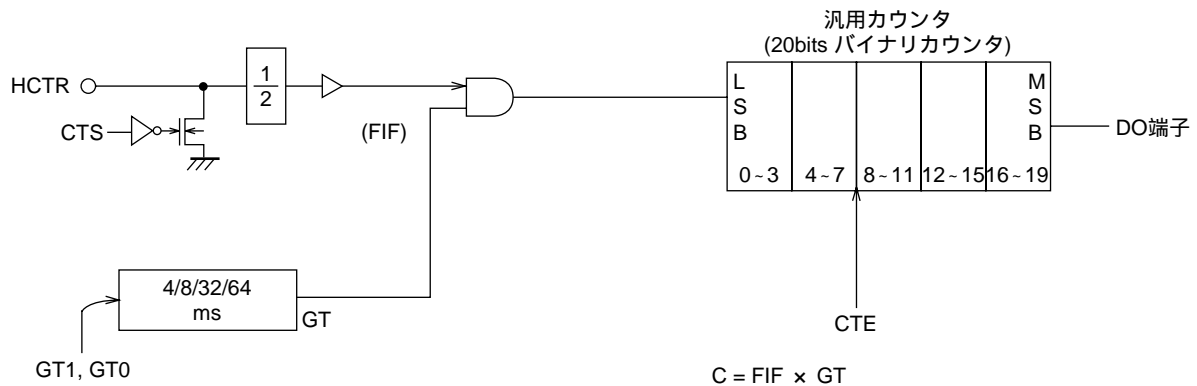 汎用カウンタ
(20bits バイナリカウンタ)
HCTR
1
2
L
S
B
M
S
B
CTS
(FIF)
DO端子
0~3
4~7
8~11
12~15
16~19
4/8/32/64
ms
GT
CTE
GT1, GT0
C = FIF × GT